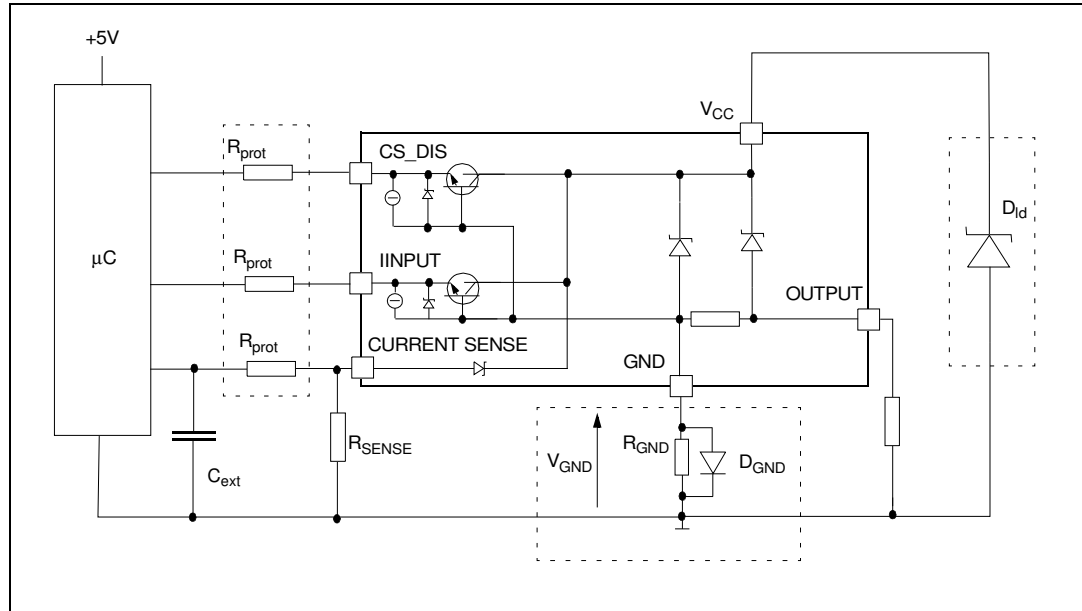 +5V
V_CC
R_prot
CS_DIS
D_ld
μC
R_prot
IINPUT
OUTPUT
R_prot
CURRENT SENSE
GND
R_SENSE
C_ext
V_GND
R_GND
D_GND